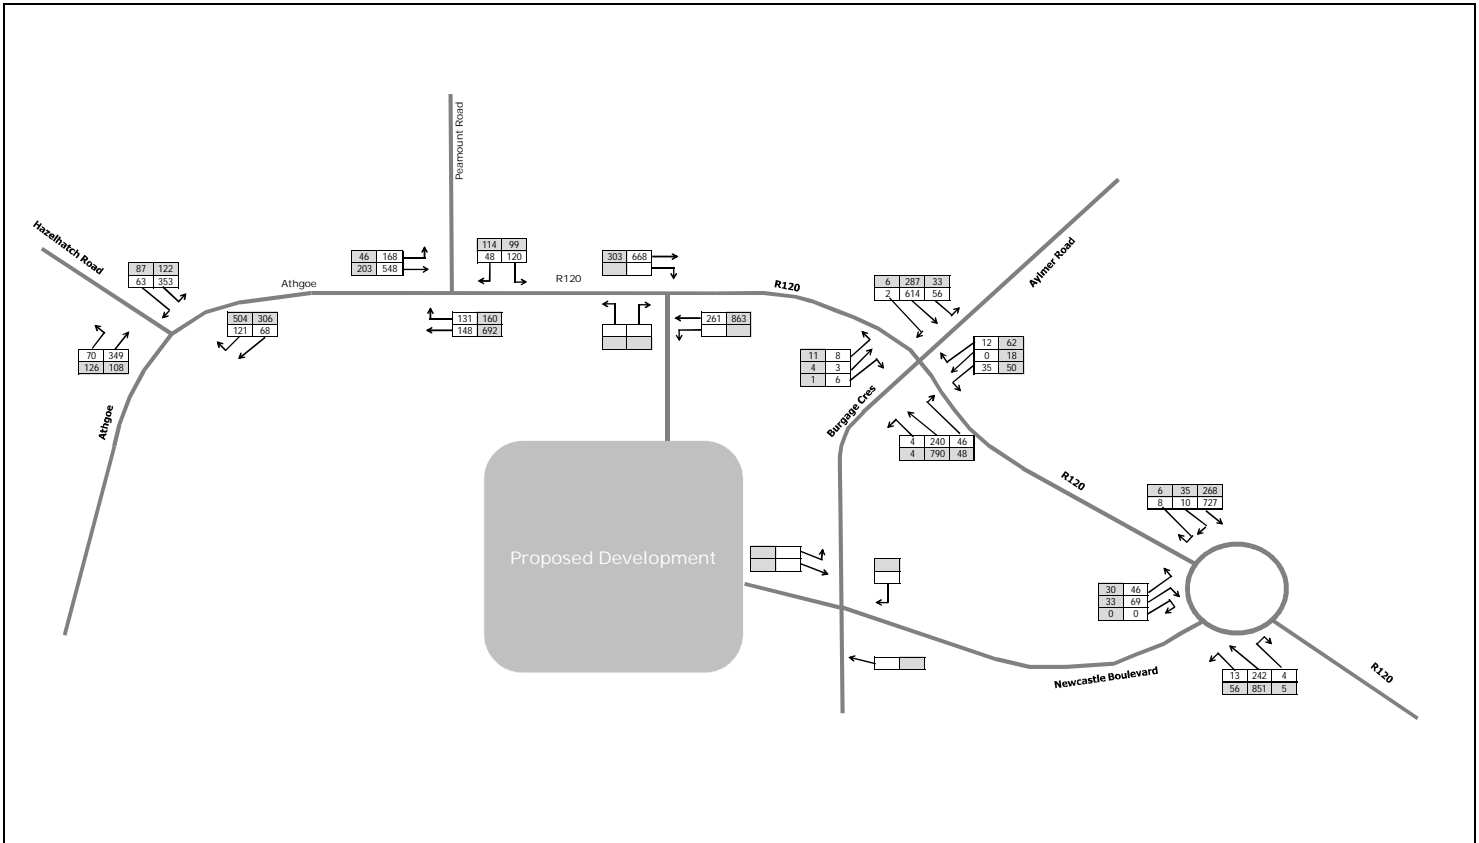 Peamount Road
Hazelhatch Road
Aylmer Road
114 99
48 120
46 168
203 548
303 668
87 122
63 353
Athgoe
R120
R120
6 287 33
2 614 56
504 306
121 68
131 160
148 692
261 863
12 62
0 18
35 50
70 349
126 108
11 8
4 3
1 6
Burgage Cres
Athgoe
4 240 46
4 790 48
R120
6 35 268
8 10 727
Proposed Development
30 46
33 69
0 0
Newcastle Boulevard
13 242 4
56 851 5
R120